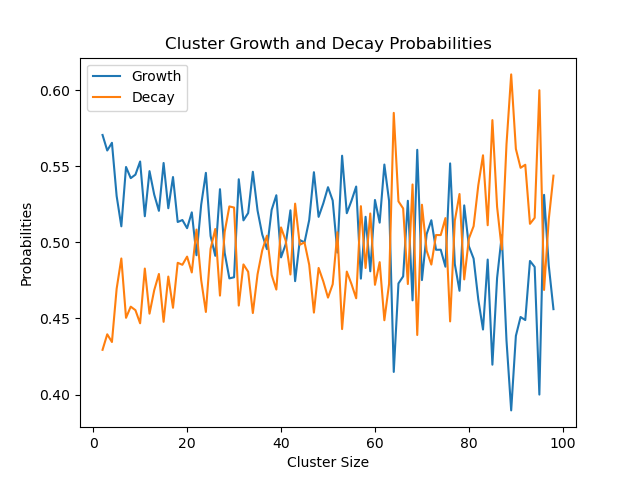 Cluster Growth and Decay Probabilities
Growth
Decay
0.60
0.55
0.50
0.45
0.40
Probabilities
0
20
40
60
80
100
Cluster Size